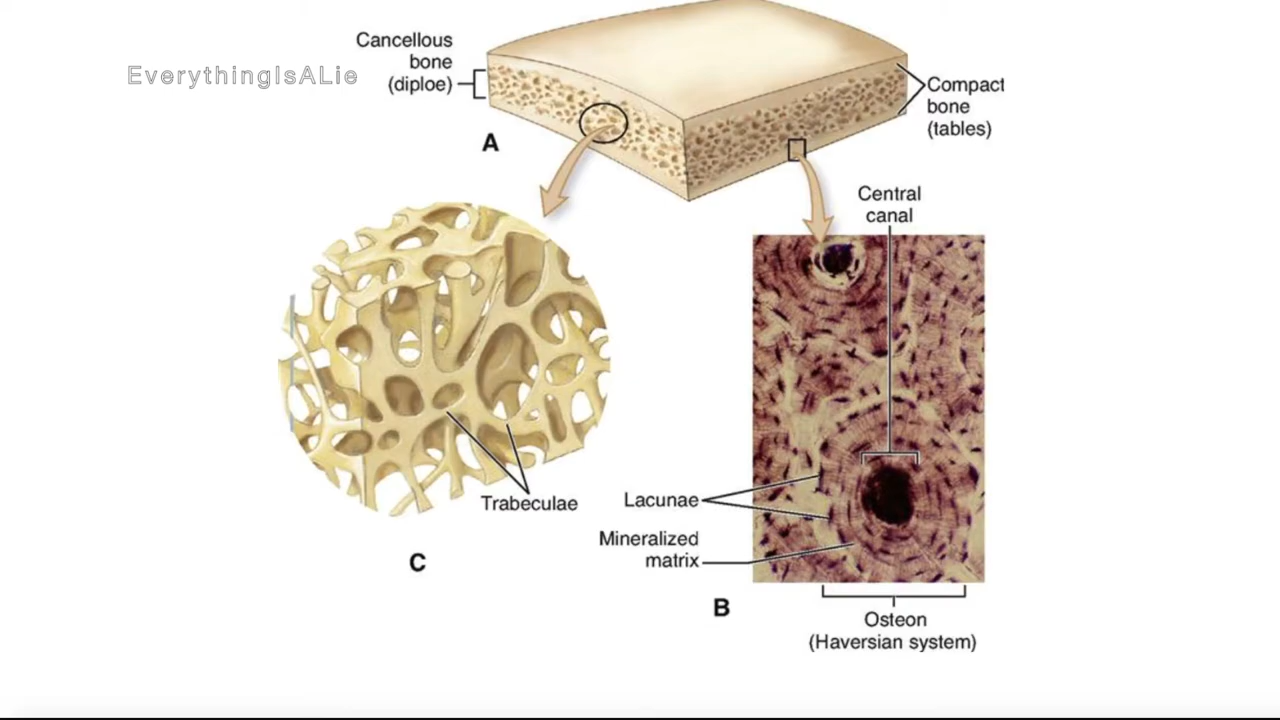 Cancellous
bone
(diploe)
EverythingIsALie
Compact
bone
(tables)
A
Central
canal
Trabeculae
Lacunae
Mineralized
matrix
C
B
Osteon
(Haversian system)